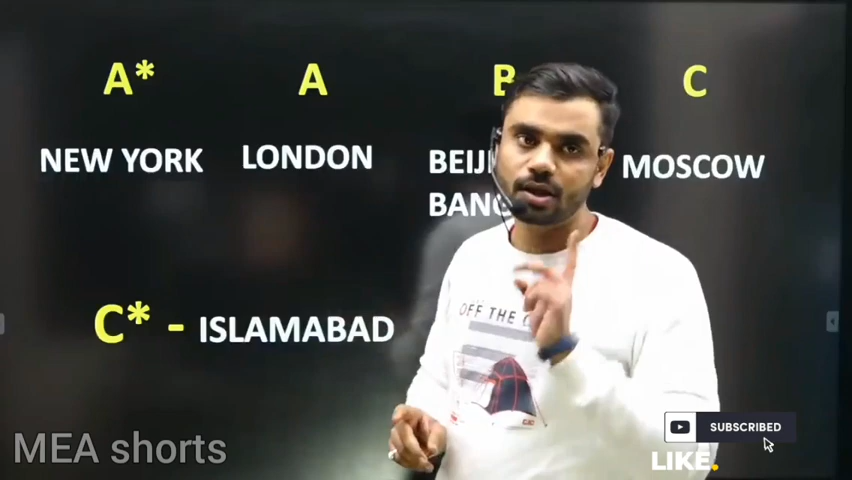 A* A B C
NEW YORK LONDON MOSCOW
C* - ISLAMABAD
OFF THE
MEA shorts
SUBSCRIBED
LIKE.